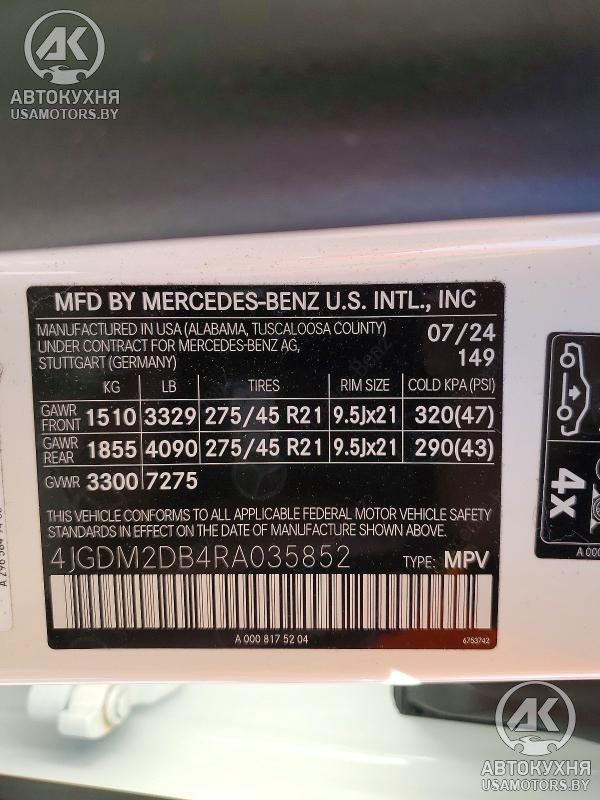 AK
АВТОКУХНЯ
USAMOTORS.BY
MFD BY MERCEDES-BENZ U.S. INTL., INC
MANUFACTURED IN USA (ALABAMA, TUSCALOOSA COUNTY) 07/24
UNDER CONTRACT FOR MERCEDES-BENZ AG,
STUTTGART (GERMANY) 149
KG LB TIRES RIM SIZE COLD KPA (PSI)
GAWR FRONT 1510 3329 275/45 R21 9.5Jx21 320(47)
GAWR REAR 1855 4090 275/45 R21 9.5Jx21 290(43)
GVWR 3300 7275
THIS VEHICLE CONFORMS TO ALL APPLICABLE FEDERAL MOTOR VEHICLE
STANDARDS IN EFFECT ON THE DATE OF MANUFACTURE SHOWN ABOVE.
4JGDM2DB4RA035852 TYPE: MPV
A 000 817 52 04 6753742
4x
A 000
AK
АВТОКУХНЯ
USAMOTORS.BY